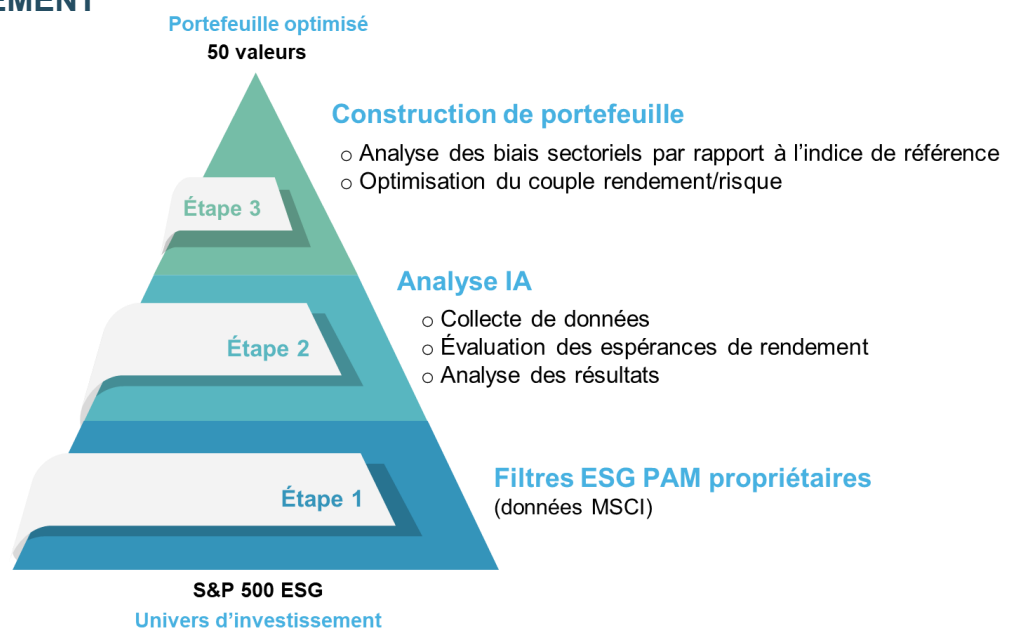 EMENT
Portefeuille optimisé
50 valeurs
Construction de portefeuille
o Analyse des biais sectoriels par rapport à l’indice de référence
o Optimisation du couple rendement/risque
Étape 3
Analyse IA
o Collecte de données
o Évaluation des espérances de rendement
o Analyse des résultats
Étape 2
Filtres ESG PAM propriétaires
(données MSCI)
Étape 1
S&P 500 ESG
Univers d’investissement